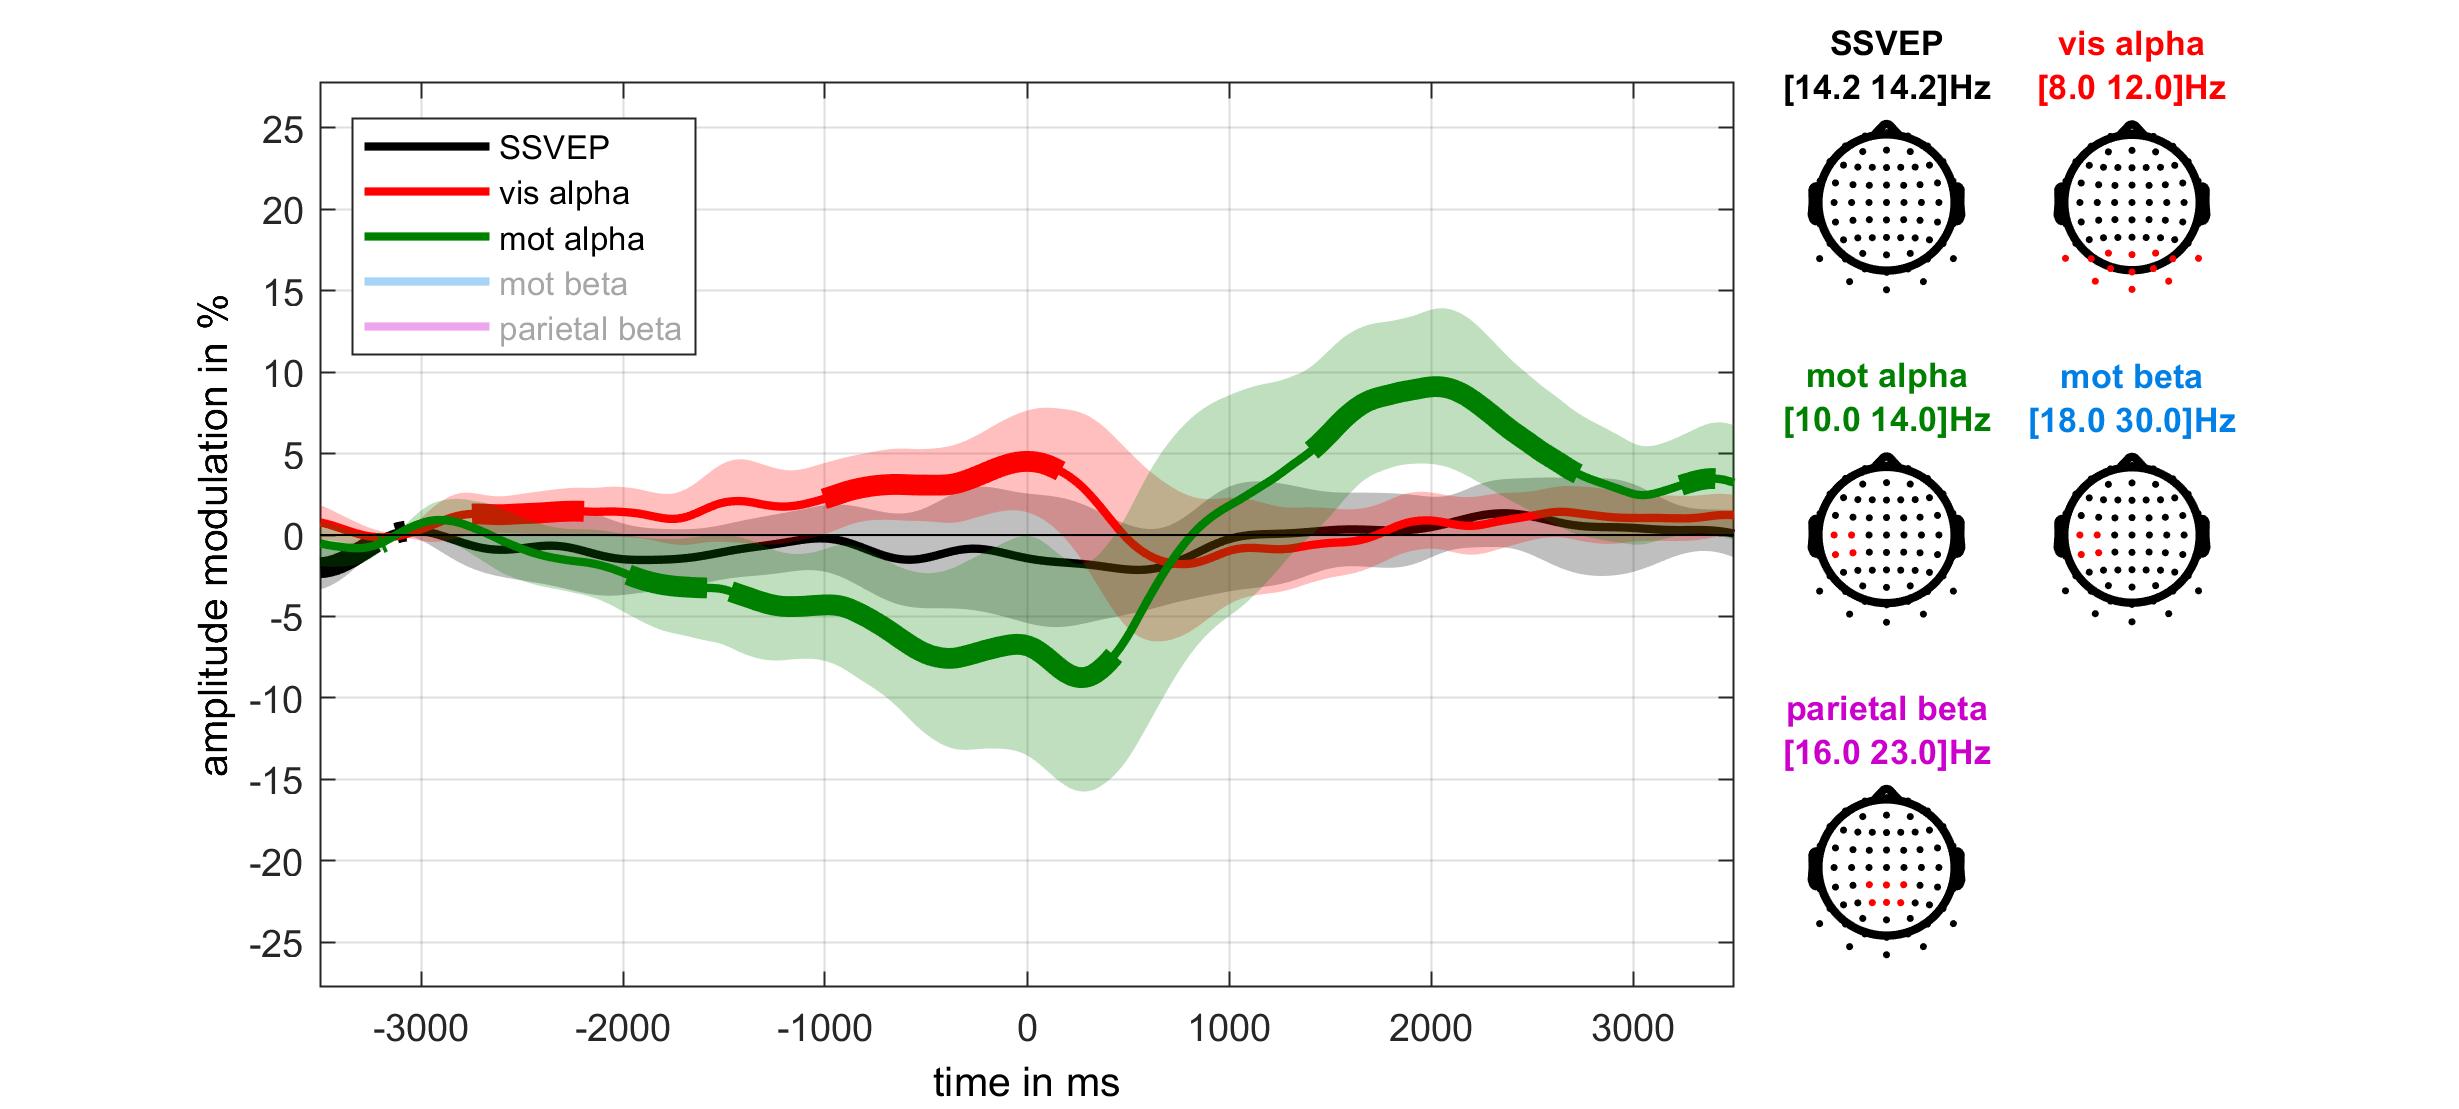 SSVEP
[14.2 14.2]Hz
vis alpha
[8.0 12.0]Hz
25
20
15
10
5
0
-5
-10
-15
-20
-25
amplitude modulation in %
SSVEP
vis alpha
mot alpha
mot beta
parietal beta
-3000
-2000
-1000
0
1000
2000
3000
time in ms
mot alpha
[10.0 14.0]Hz
mot beta
[18.0 30.0]Hz
parietal beta
[16.0 23.0]Hz